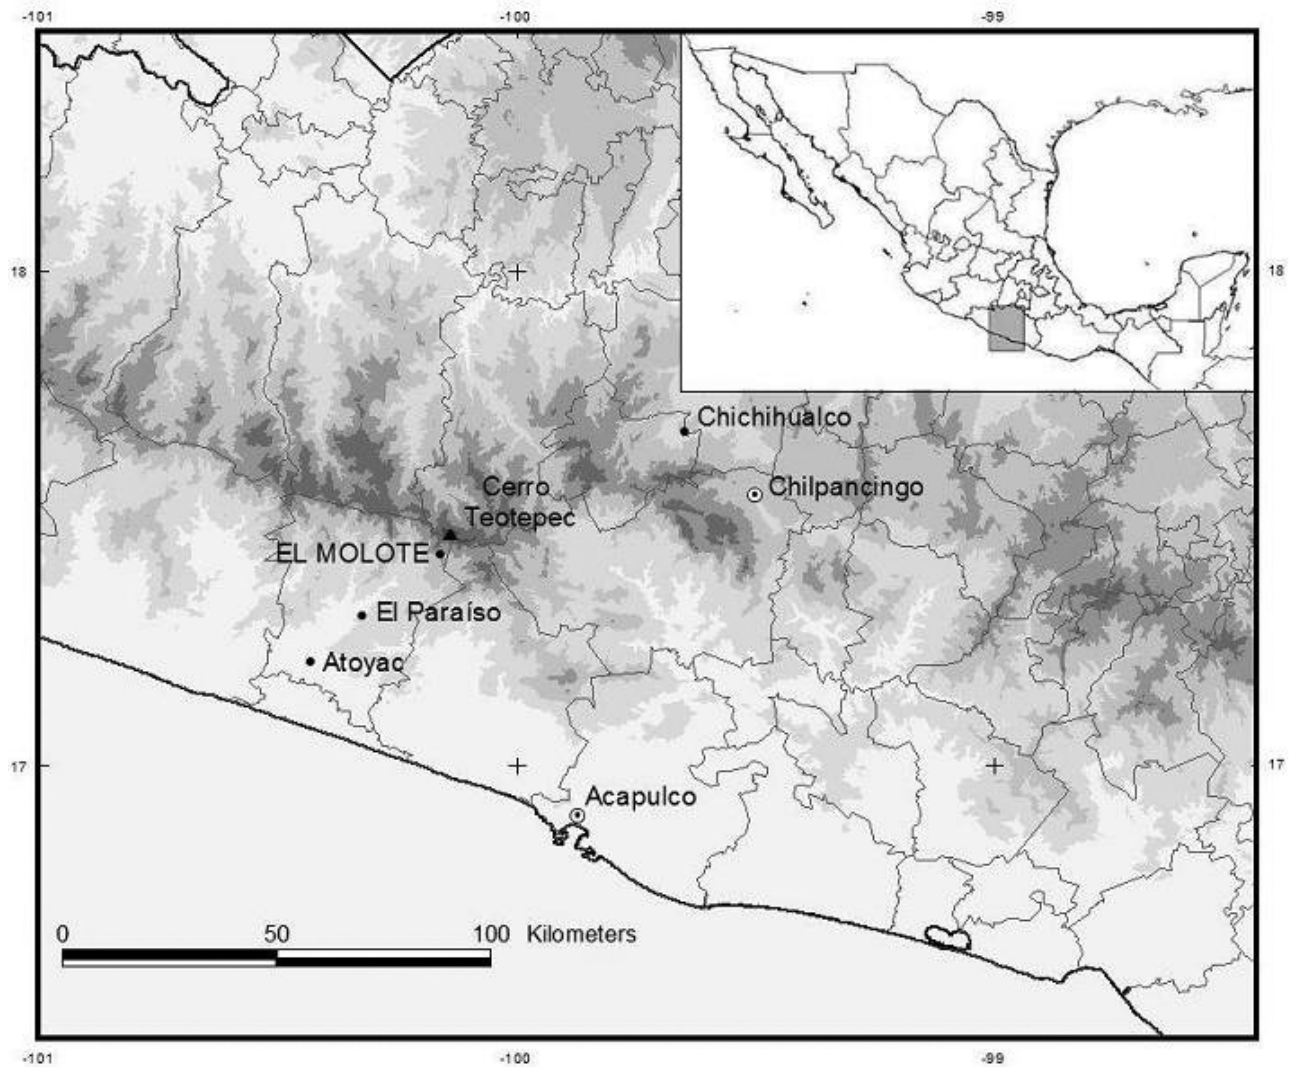 -101 -100 -99
18 18
Chichihualco
Chilpancingo
Cerro
Teotepec
EL MOLOTE
El Paraíso
Atoyac
17 17
Acapulco
0 50 100 Kilometers
-101 -100 -99